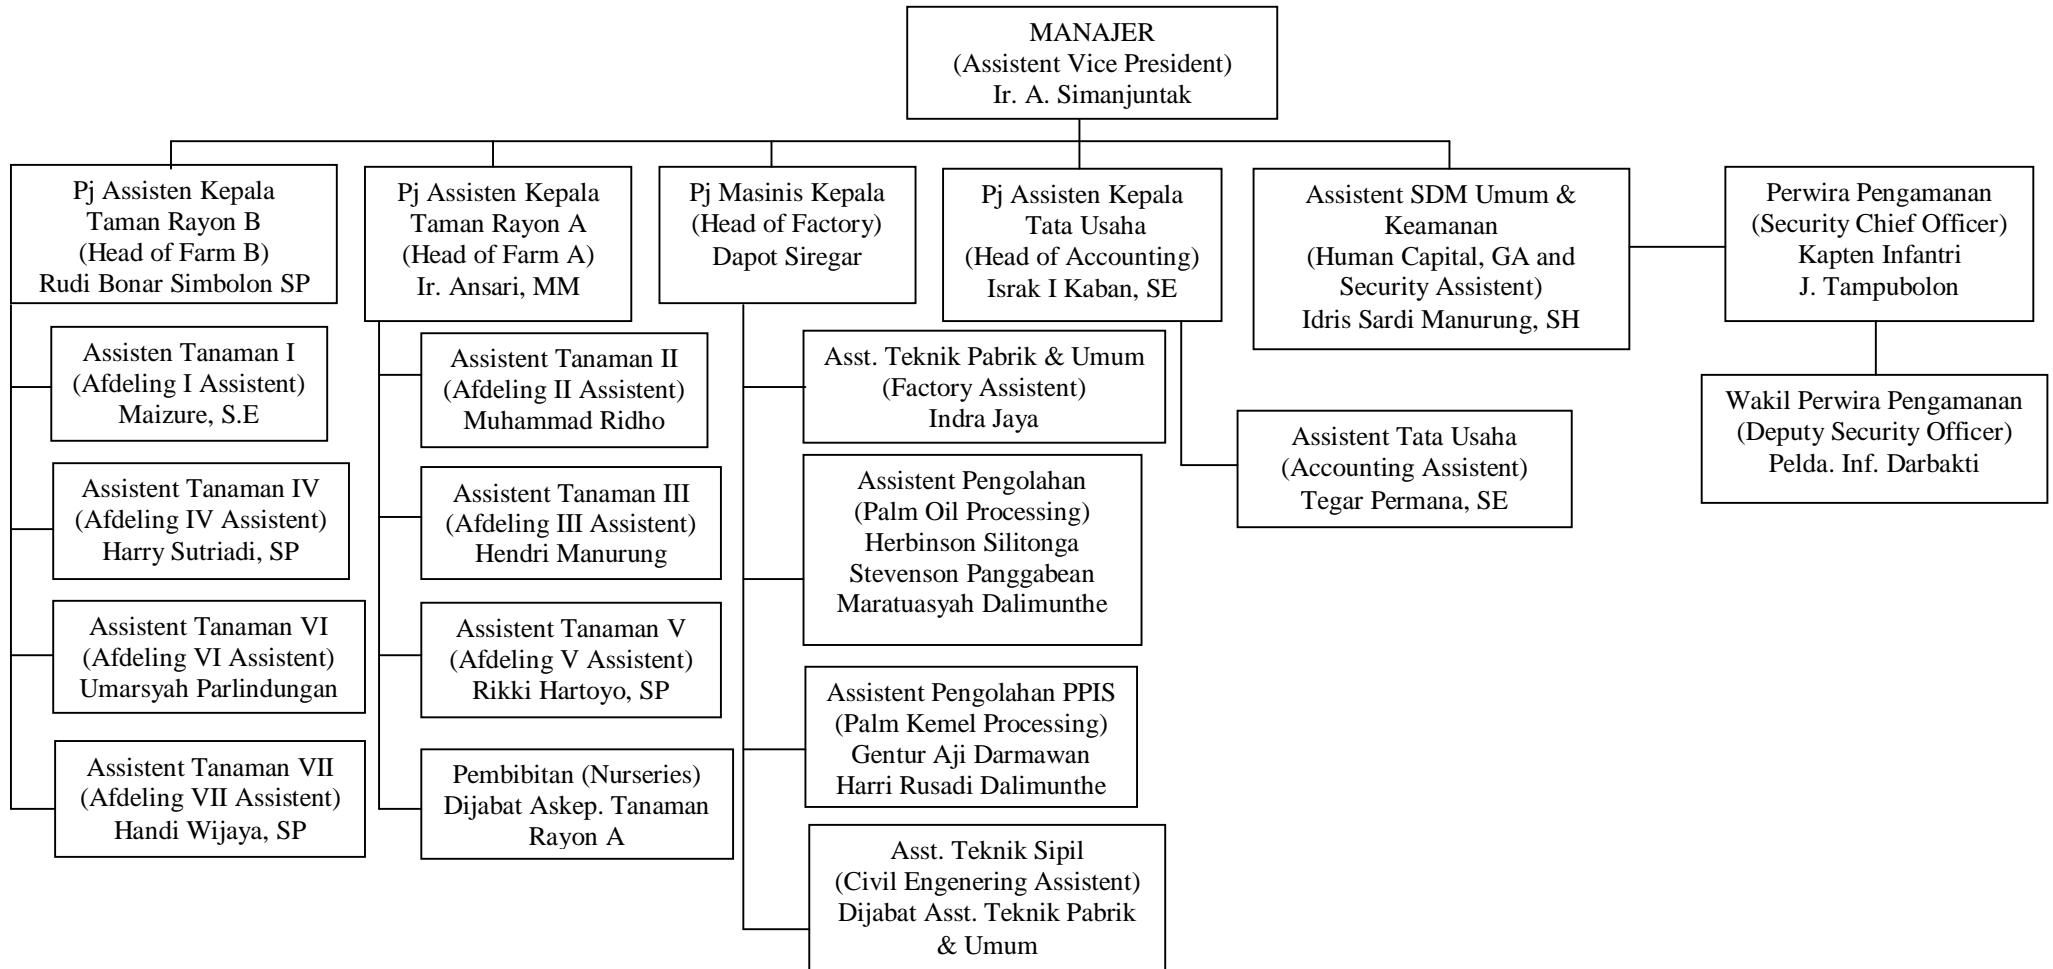 MANAJER
(Assistent Vice President)
Ir. A. Simanjuntak
Pj Assisten Kepala
Taman Rayon B
(Head of Farm B)
Rudi Bonar Simbolon SP
Pj Assisten Kepala
Taman Rayon A
(Head of Farm A)
Ir. Ansari, MM
Pj Masinis Kepala
(Head of Factory)
Dapot Siregar
Pj Assisten Kepala
Tata Usaha
(Head of Accounting)
Israk I Kaban, SE
Assistent SDM Umum &
Keamanan
(Human Capital, GA and
Security Assistent)
Idris Sardi Manurung, SH
Perwira Pengamanan
(Security Chief Officer)
Kapten Infantri
J. Tampubolon
Assisten Tanaman I
(Afdeling I Assistent)
Maizure, S.E
Assistent Tanaman IV
(Afdeling IV Assistent)
Harry Sutriadi, SP
Assistent Tanaman VI
(Afdeling VI Assistent)
Umarsyah Parlindungan
Assistent Tanaman VII
(Afdeling VII Assistent)
Handi Wijaya, SP
Assistent Tanaman II
(Afdeling II Assistent)
Muhammad Ridho
Assistent Tanaman III
(Afdeling III Assistent)
Hendri Manurung
Assistent Tanaman V
(Afdeling V Assistent)
Rikki Hartoyo, SP
Pembibitan (Nurseries)
Dijabat Askep. Tanaman
Rayon A
Asst. Teknik Pabrik & Umum
(Factory Assistent)
Indra Jaya
Assistent Pengolahan
(Palm Oil Processing)
Herbinson Silitonga
Stevenson Panggabean
Maratuasyah Dalimunthe
Assistent Pengolahan PPIS
(Palm Kemel Processing)
Gentur Aji Darmawan
Harri Rusadi Dalimunthe
Asst. Teknik Sipil
(Civil Engenering Assistent)
Dijabat Asst. Teknik Pabrik
& Umum
Assistent Tata Usaha
(Accounting Assistent)
Tegar Permana, SE
Wakil Perwira Pengamanan
(Deputy Security Officer)
Pelda. Inf. Darbakti